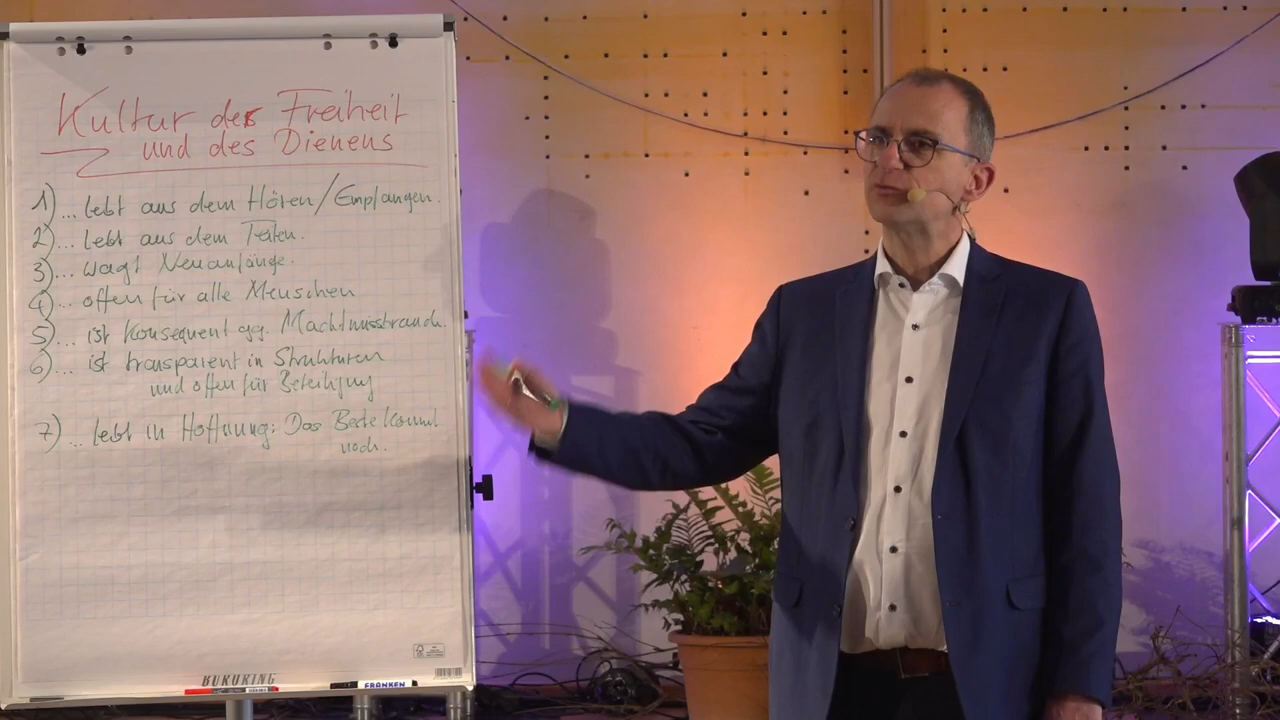 Kultur der Freiheit
und des Dienens
1) ... lebt aus dem Hören/Empfangen.
2) ... lebt aus dem Teilen.
3) ... wagt Neuanfänge.
4) ... offen für alle Menschen
5) ... ist konsequent gg. Machtmissbrauch.
6) ... ist transparent in Strukturen
und offen für Beteiligung
7) ... lebt in Hoffnung: Das Beste kommt
noch.
BÜROKING
FRANKEN